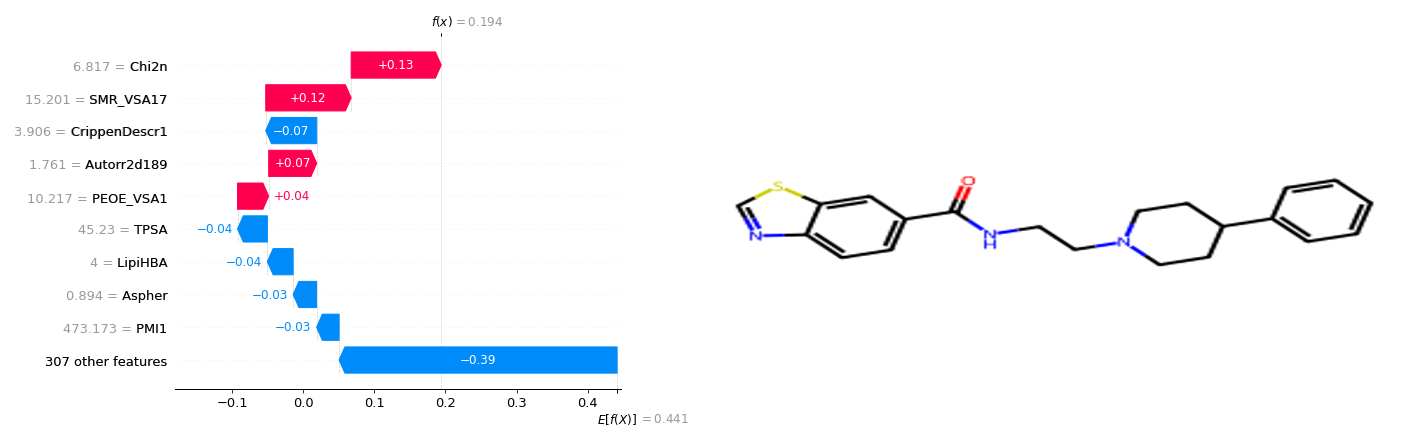 f(x) = 0.194
6.817 = Chi2n
+0.13
15.201 = SMR_VSA17
+0.12
3.906 = CrippenDescr1
−0.07
1.761 = Autorr2d189
+0.07
10.217 = PEOE_VSA1
+0.04
45.23 = TPSA
−0.04
4 = LipiHBA
−0.04
0.894 = Aspher
−0.03
473.173 = PMI1
−0.03
307 other features
−0.39
−0.1 0.0 0.1 0.2 0.3 0.4
E[f(X)] = 0.441
S
N
O
N
H
N